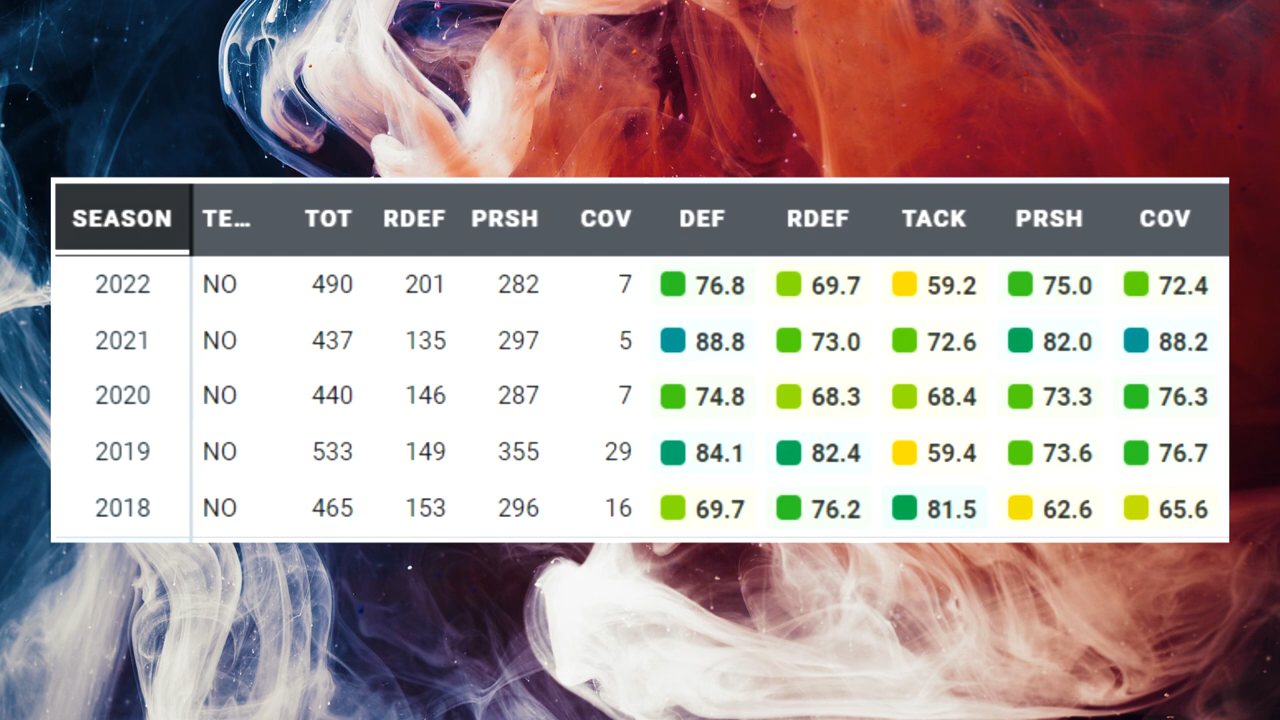 SEASON TE... TOT RDEF PRSH COV DEF RDEF TACK PRSH COV
2022 NO 490 201 282 7 76.8 69.7 59.2 75.0 72.4
2021 NO 437 135 297 5 88.8 73.0 72.6 82.0 88.2
2020 NO 440 146 287 7 74.8 68.3 68.4 73.3 76.3
2019 NO 533 149 355 29 84.1 82.4 59.4 73.6 76.7
2018 NO 465 153 296 16 69.7 76.2 81.5 62.6 65.6